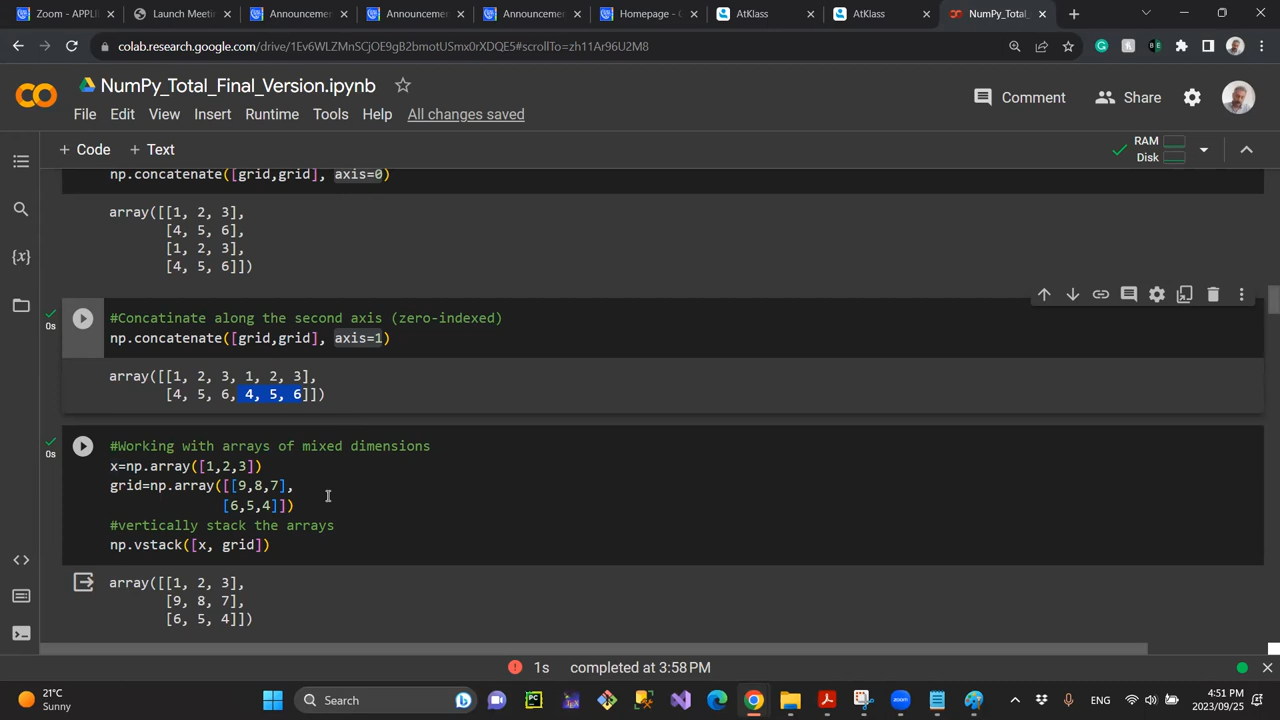 Zoom - APPLI
Launch Meeti
Announcemen
Announcemen
Announcemen
Homepage - C
AtKlass
AtKlass
NumPy_Total_
colab.research.google.com/drive/1Ev6WLZMnSCjOE9gB2bmotUSmx0rXDQE5#scrollTo=zh11Ar96U2M8
NumPy_Total_Final_Version.ipynb
Comment
Share
File Edit View Insert Runtime Tools Help All changes saved
+ Code + Text
RAM
Disk
np.concatenate([grid,grid], axis=0)
array([[1, 2, 3],
[4, 5, 6],
[1, 2, 3],
[4, 5, 6]])
0s
#Concatinate along the second axis (zero-indexed)
np.concatenate([grid,grid], axis=1)
array([[1, 2, 3, 1, 2, 3],
[4, 5, 6, 4, 5, 6]])
0s
#Working with arrays of mixed dimensions
x=np.array([1,2,3])
grid=np.array([[9,8,7],
[6,5,4]])
#vertically stack the arrays
np.vstack([x, grid])
array([[1, 2, 3],
[9, 8, 7],
[6, 5, 4]])
1s completed at 3:58 PM
21°C
Sunny
Search
ENG
4:51 PM
2023/09/25